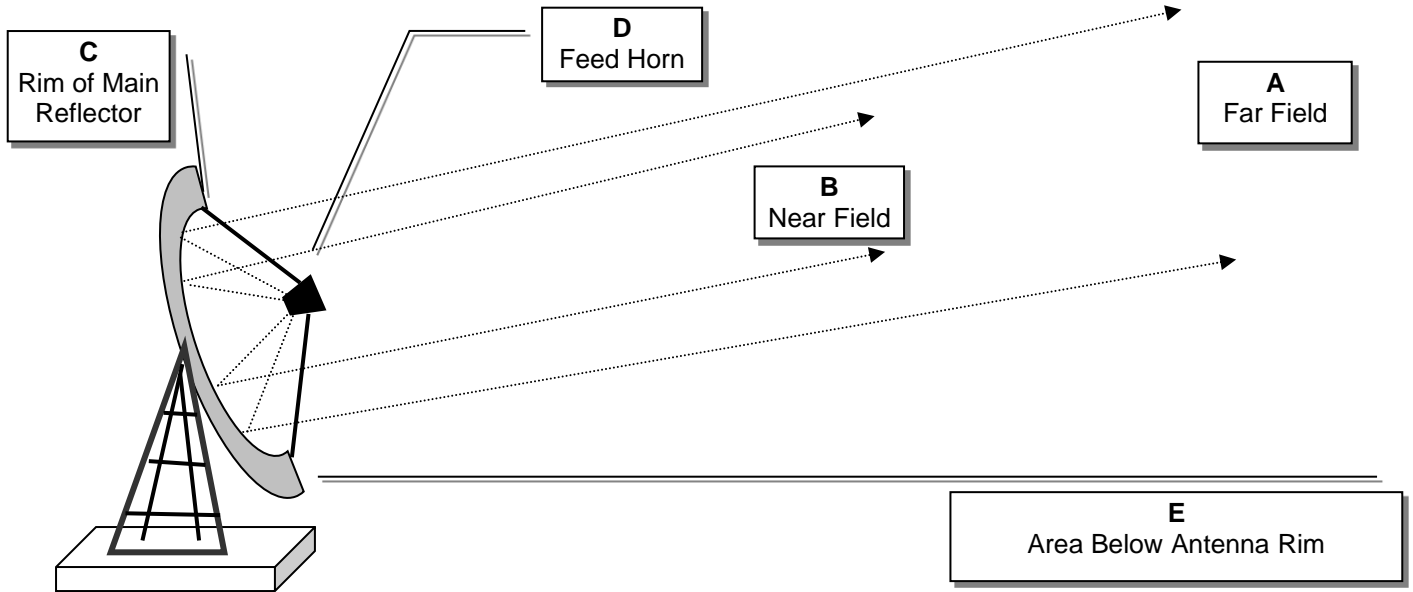 C
Rim of Main
Reflector
D
Feed Horn
A
Far Field
B
Near Field
E
Area Below Antenna Rim